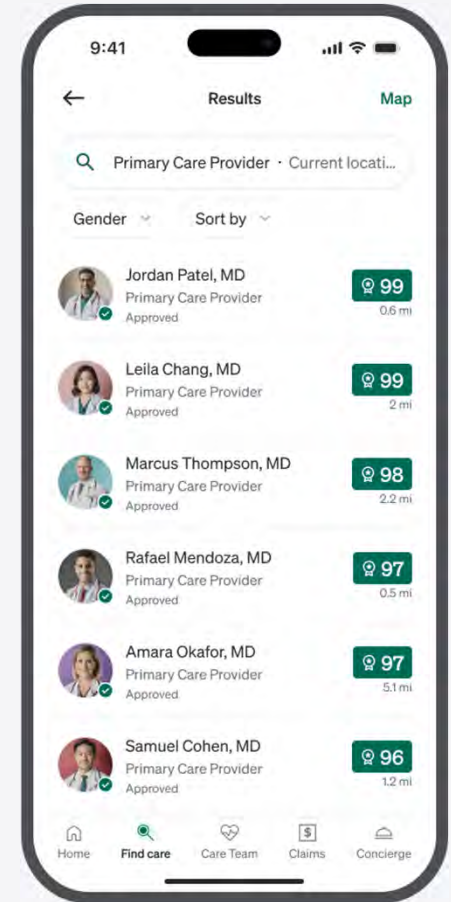 9:41
Results
Map
Primary Care Provider · Current locati...
Gender
Sort by
Jordan Patel, MD
Primary Care Provider
Approved
99
0.6 mi
Leila Chang, MD
Primary Care Provider
Approved
99
2 mi
Marcus Thompson, MD
Primary Care Provider
Approved
98
2.2 mi
Rafael Mendoza, MD
Primary Care Provider
Approved
97
0.5 mi
Amara Okafor, MD
Primary Care Provider
Approved
97
5.1 mi
Samuel Cohen, MD
Primary Care Provider
Approved
96
1.2 mi
$
Home
Find care
Care Team
Claims
Concierge